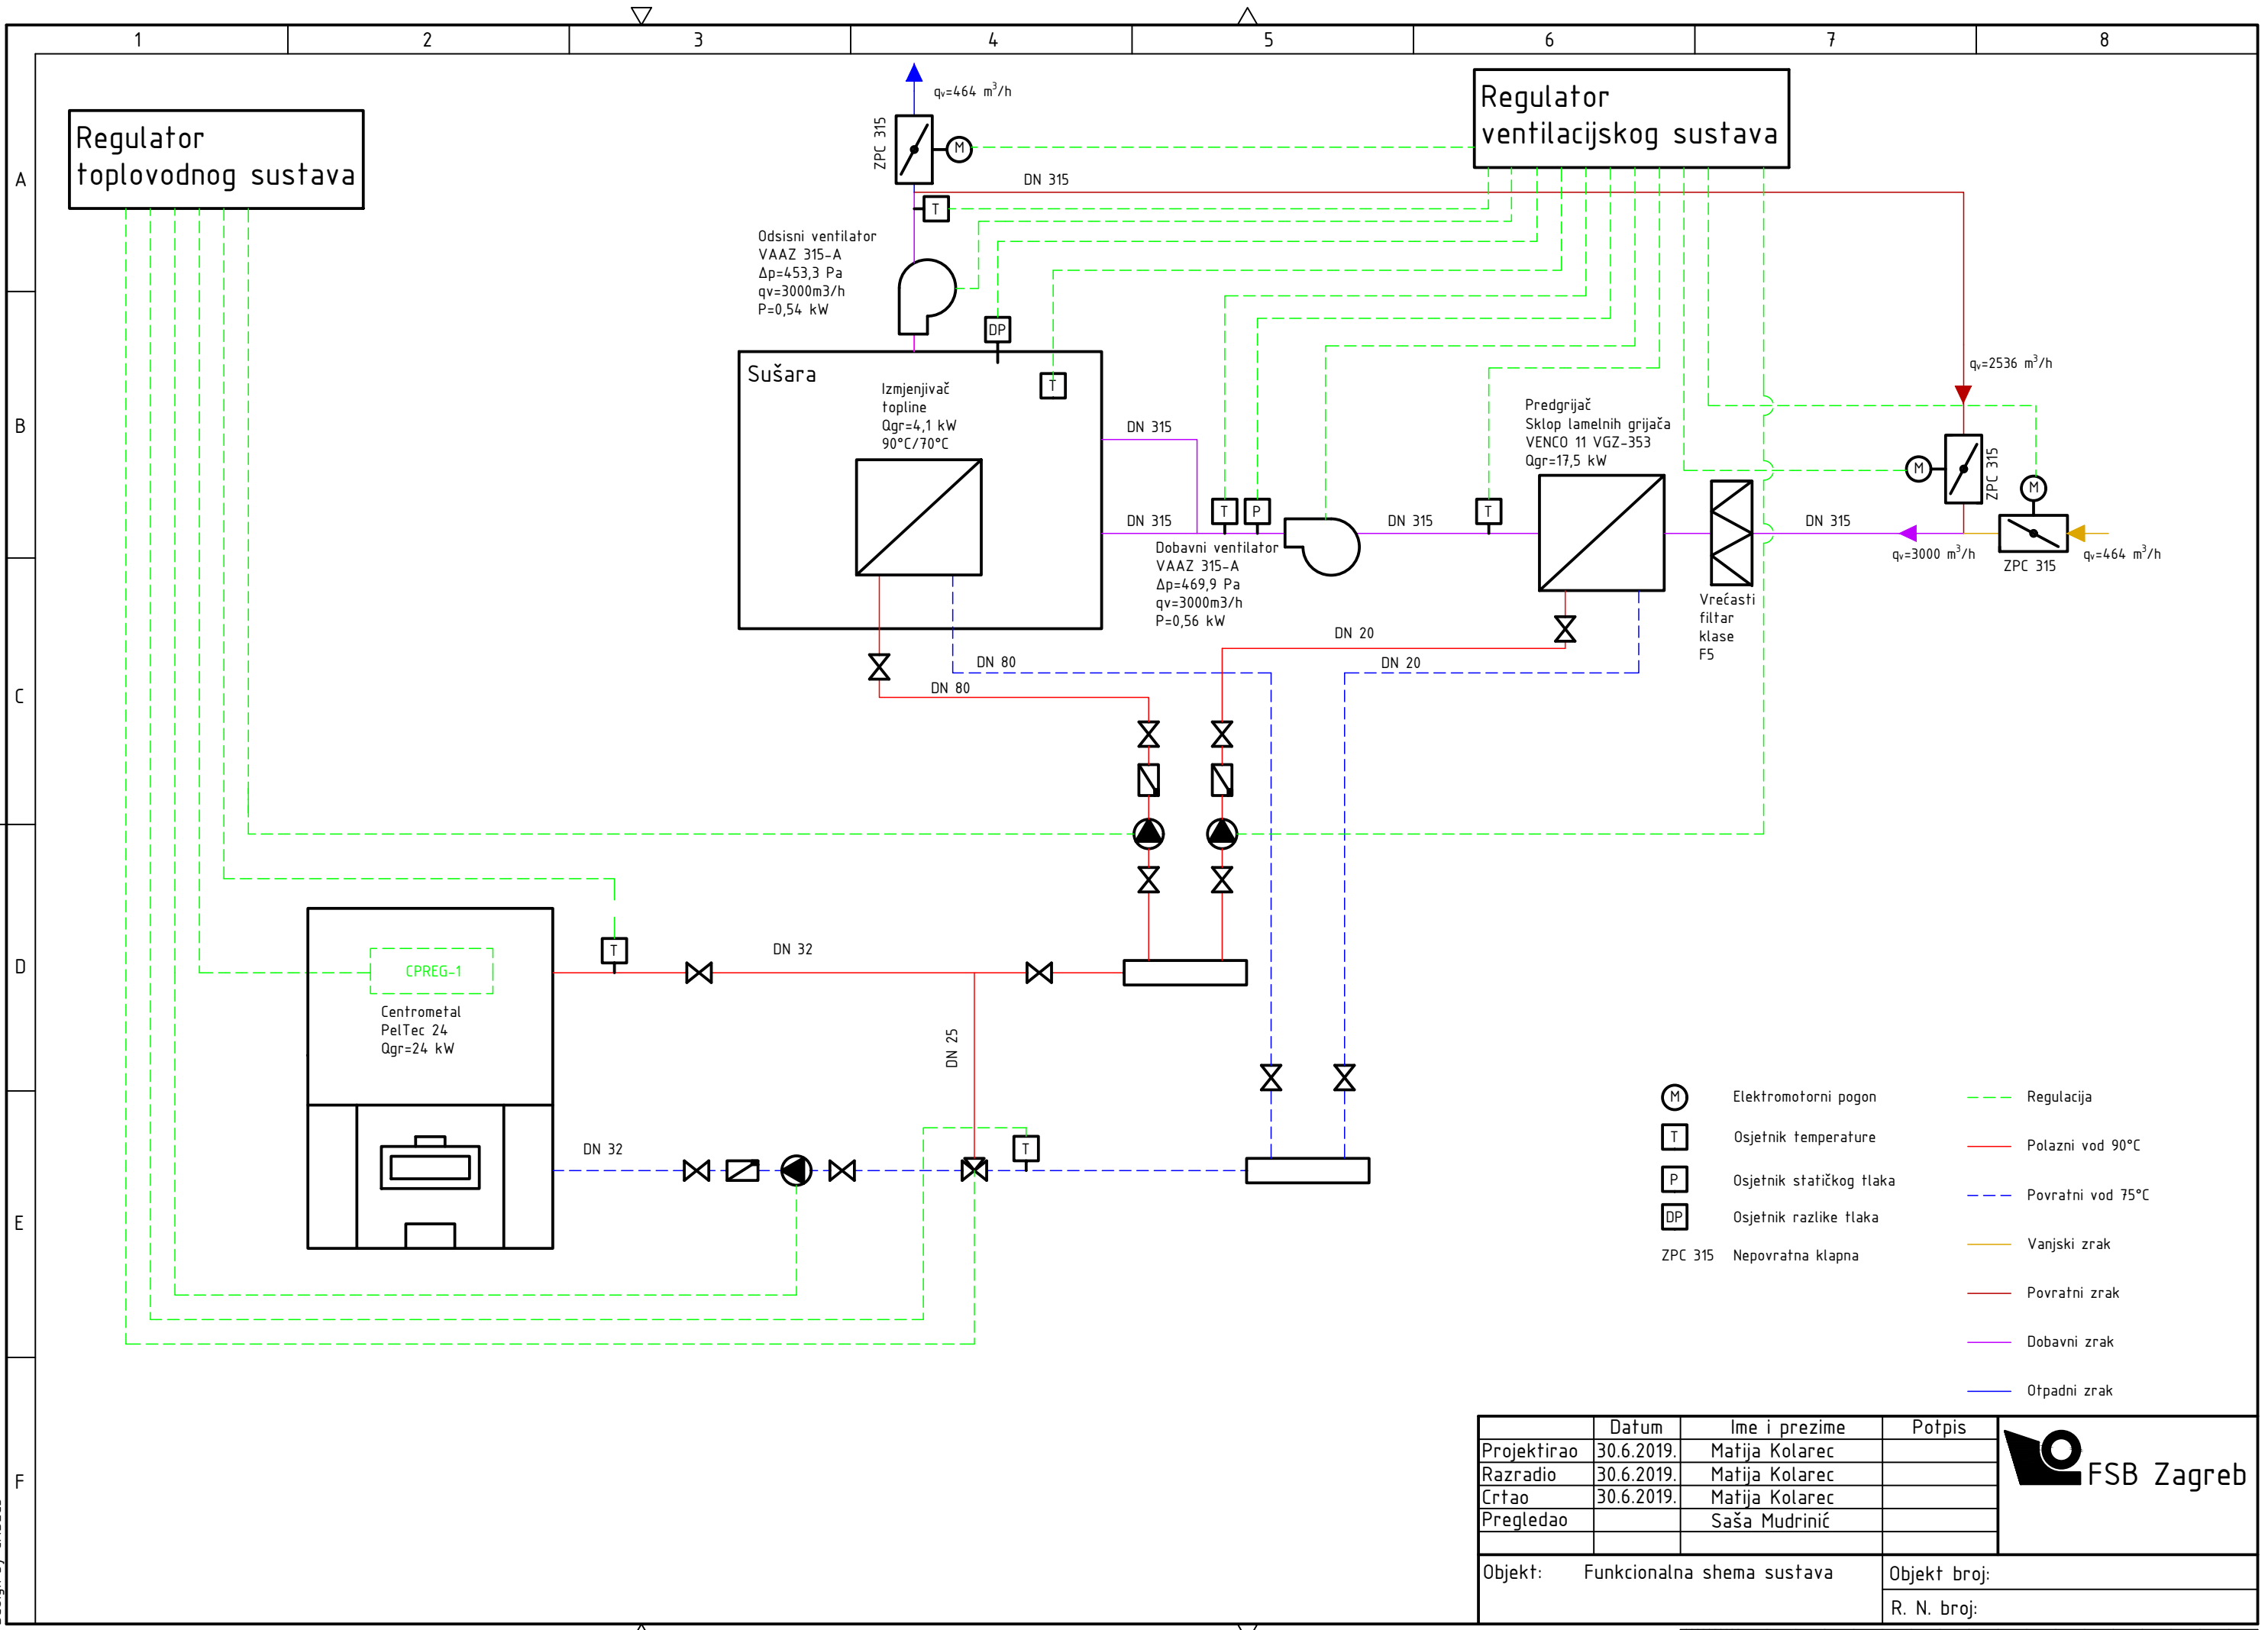 1 2 3 4 5 6 7 8
A
B
C
D
E
F
Regulator
toplovodnog sustava
qv=464 m³/h
ZPC 315
M
T
DN 315
Regulator
ventilacijskog sustava
Odsisni ventilator
VAAZ 315-A
Δp=453,3 Pa
qv=3000m3/h
P=0,54 kW
DP
T
Sušara
Izmjenjivač
topline
Qgr=4,1 kW
90°C/70°C
DN 315
DN 315
T
P
Dobavni ventilator
VAAZ 315-A
Δp=469,9 Pa
qv=3000m3/h
P=0,56 kW
DN 315
T
Predgrijač
Sklop lamelnih grijača
VENCO 11 VGZ-353
Qgr=17,5 kW
qv=2536 m³/h
M
ZPC 315
M
DN 315
qv=3000 m³/h
ZPC 315
qv=464 m³/h
Vrećasti
filtar
klase
F5
DN 20
DN 20
DN 80
DN 80
T
DN 32
CPREG-1
Centrometal
PelTec 24
Qgr=24 kW
DN 25
DN 32
T
M Elektromotorni pogon
T Osjetnik temperature
P Osjetnik statičkog tlaka
DP Osjetnik razlike tlaka
ZPC 315 Nepovratna klapna
Regulacija
Polazni vod 90°C
Povratni vod 75°C
Vanjski zrak
Povratni zrak
Dobavni zrak
Otpadni zrak
Datum Ime i prezime Potpis
Projektirao 30.6.2019. Matija Kolarec
Razradio 30.6.2019. Matija Kolarec
Crtao 30.6.2019. Matija Kolarec
Pregledao Saša Mudrinić
FSB Zagreb
Objekt: Funkcionalna shema sustava
Objekt broj:
R. N. broj: